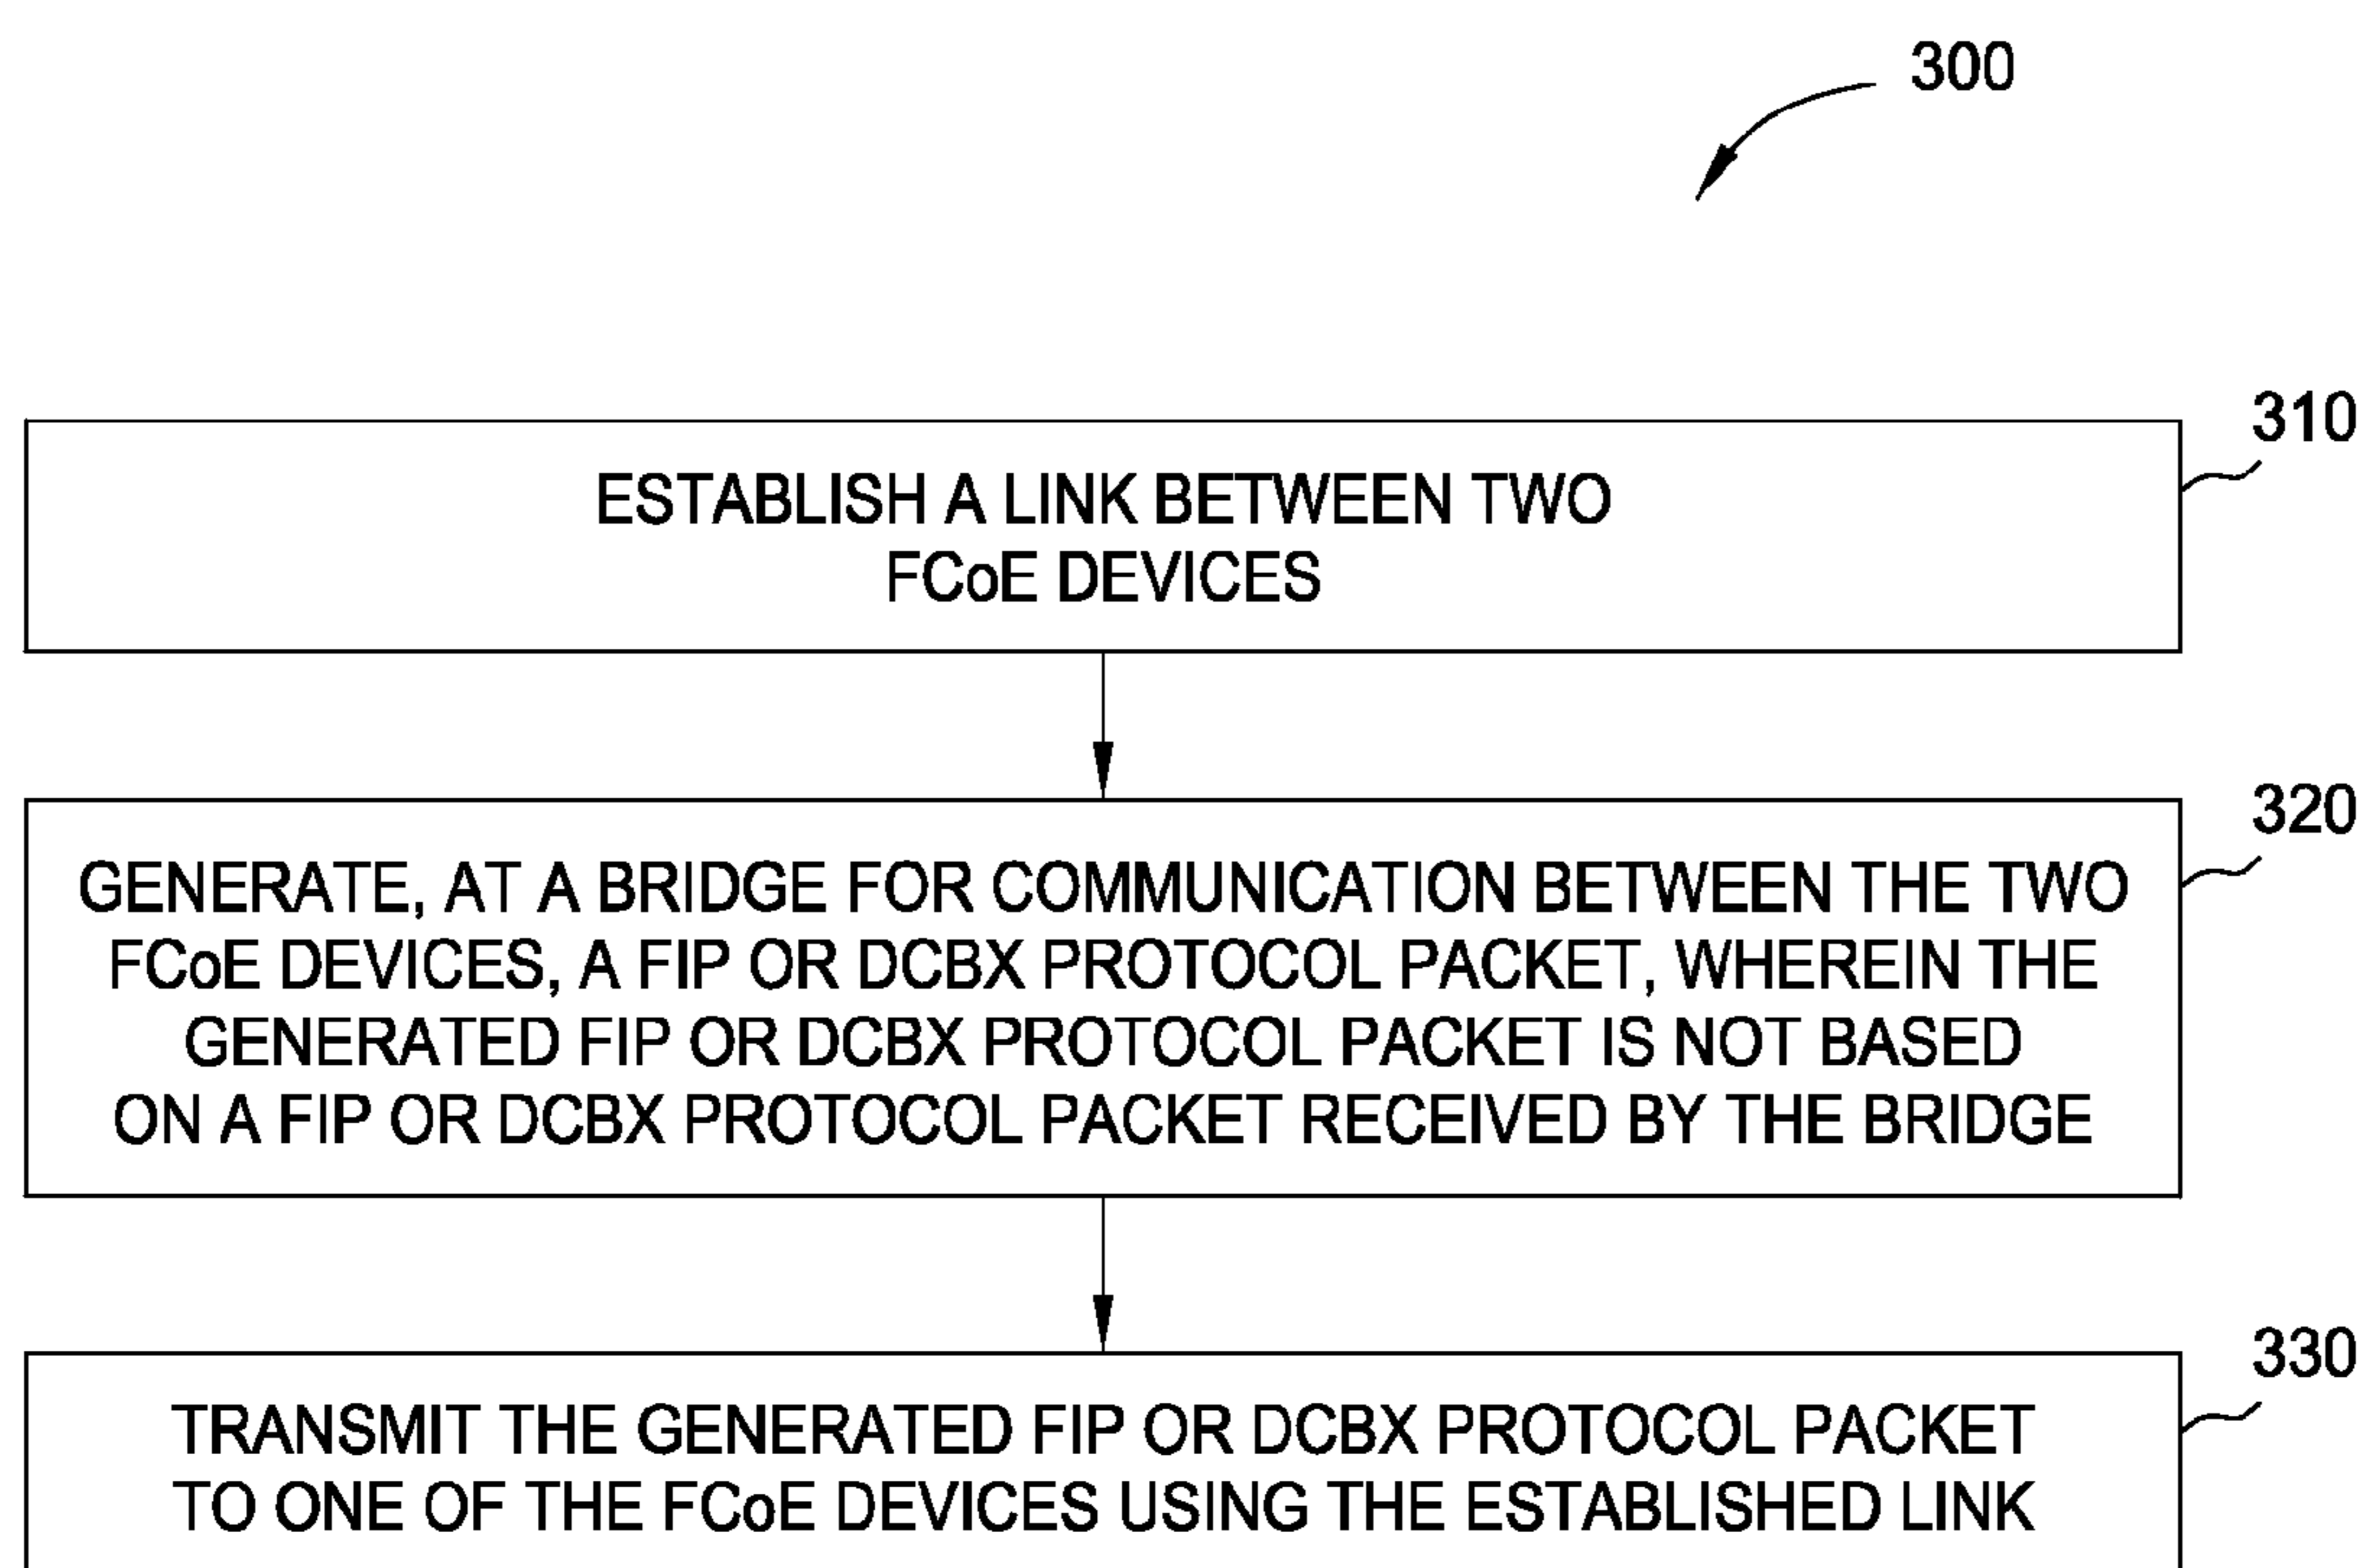 300
310
ESTABLISH A LINK BETWEEN TWO
FCoE DEVICES
320
GENERATE, AT A BRIDGE FOR COMMUNICATION BETWEEN THE TWO
FCoE DEVICES, A FIP OR DCBX PROTOCOL PACKET, WHEREIN THE
GENERATED FIP OR DCBX PROTOCOL PACKET IS NOT BASED
ON A FIP OR DCBX PROTOCOL PACKET RECEIVED BY THE BRIDGE
330
TRANSMIT THE GENERATED FIP OR DCBX PROTOCOL PACKET
TO ONE OF THE FCoE DEVICES USING THE ESTABLISHED LINK